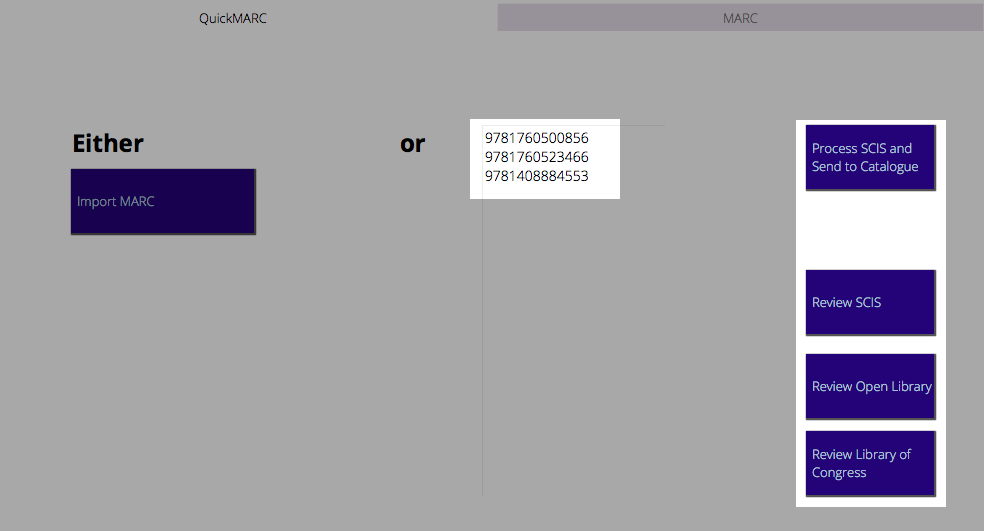 QuickMARC
MARC
Either
or
Import MARC
9781760500856
9781760523466
9781408884553
Process SCIS and
Send to Catalogue
Review SCIS
Review Open Library
Review Library of
Congress